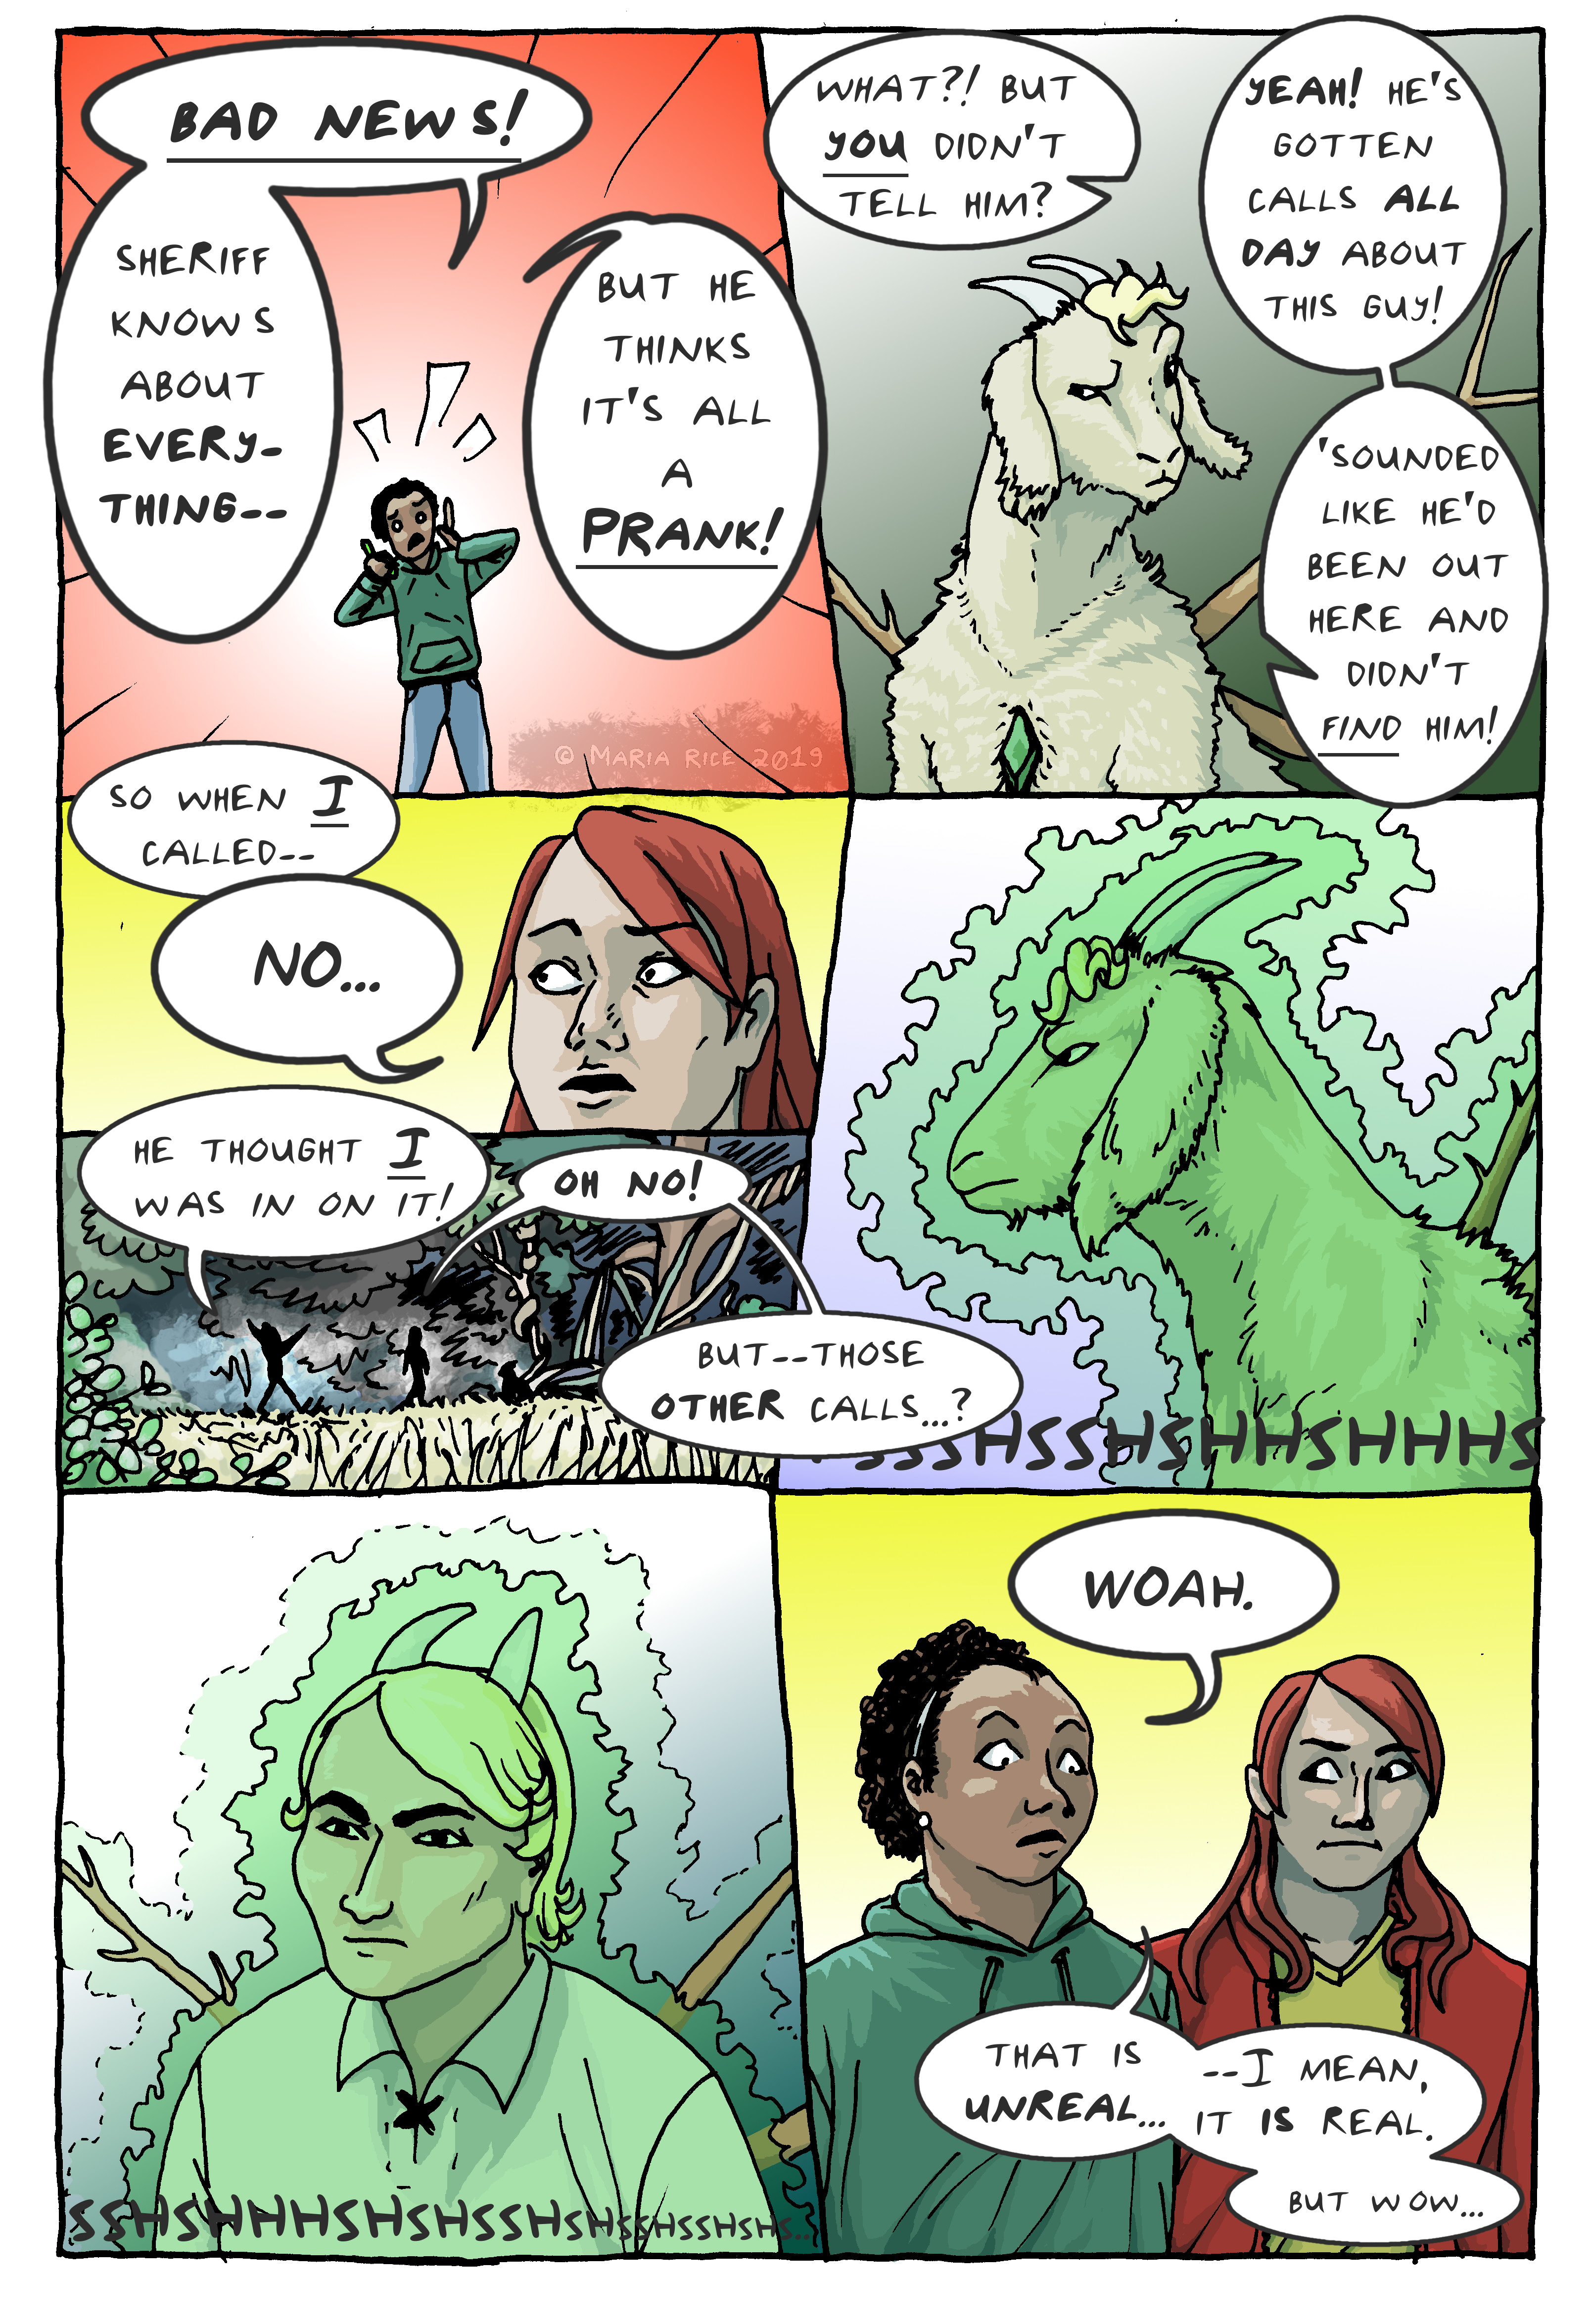 BAD NEWS!
SHERIFF
KNOWS
ABOUT
EVERY-
THING--
BUT HE
THINKS
IT'S ALL
A
PRANK!
© MARIA RICE 2019
WHAT?! BUT
YOU DIDN'T
TELL HIM?
YEAH! HE'S
GOTTEN
CALLS ALL
DAY ABOUT
THIS GUY!
'SOUNDED
LIKE HE'D
BEEN OUT
HERE AND
DIDN'T
FIND HIM!
SO WHEN I
CALLED--
NO...
HE THOUGHT I
WAS IN ON IT!
OH NO!
BUT--THOSE
OTHER CALLS...?
WOAH.
THAT IS
UNREAL...
--I MEAN,
IT IS REAL.
BUT WOW...